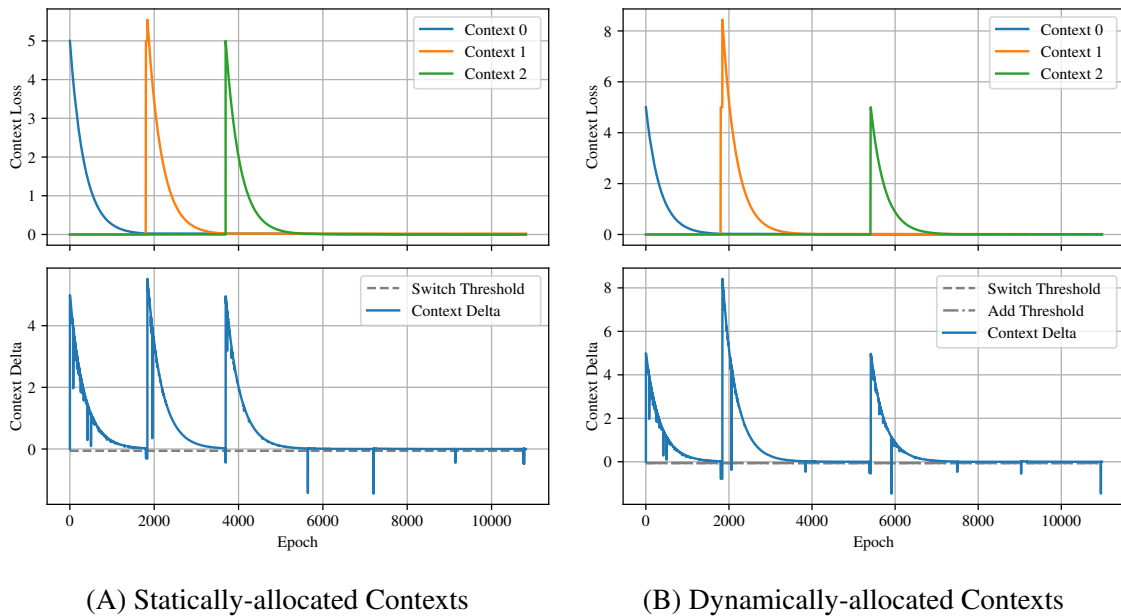 Context Loss
5
4
3
2
1
0
Context 0
Context 1
Context 2
Context Delta
4
2
0
Switch Threshold
Context Delta
0
2000
4000
6000
8000
10000
Epoch
(A) Statically-allocated Contexts
Context Loss
8
6
4
2
0
Context 0
Context 1
Context 2
Context Delta
8
6
4
2
0
Switch Threshold
Add Threshold
Context Delta
0
2000
4000
6000
8000
10000
Epoch
(B) Dynamically-allocated Contexts